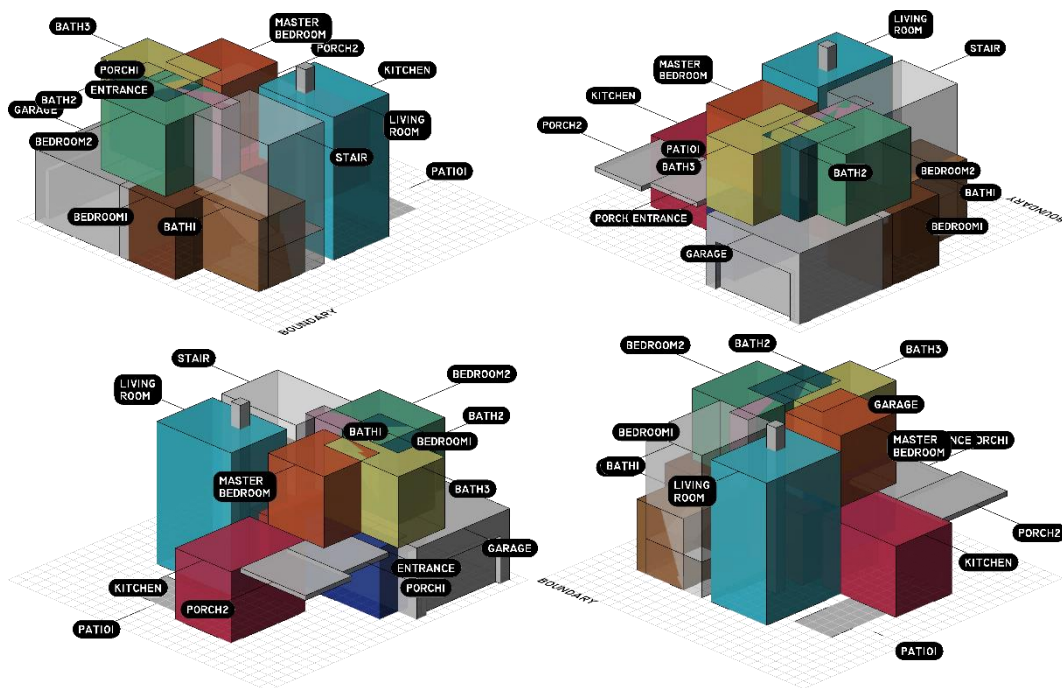 BATH3
MASTER
BEDROOM
PORCH2
PORCH1
KITCHEN
BATH2
ENTRANCE
GARAGE
LIVING
ROOM
BEDROOM2
STAIR
PATIO1
BEDROOM1
BATH1
BOUNDARY
LIVING
ROOM
STAIR
MASTER
BEDROOM
KITCHEN
PORCH2
PATIO1
BATH3
BATH2
BEDROOM2
BATH1
PORCH ENTRANCE
BEDROOM1
BOUNDARY
GARAGE
STAIR
LIVING
ROOM
BEDROOM2
BATH2
BATH1
BEDROOM1
MASTER
BEDROOM
BATH3
GARAGE
ENTRANCE
KITCHEN
PORCH1
PORCH2
PATIO1
BATH2
BEDROOM2
BATH3
GARAGE
BEDROOM1
MASTER
BEDROOM
NCE ORCH1
BATH1
LIVING
ROOM
PORCH2
KITCHEN
BOUNDARY
PATIO1